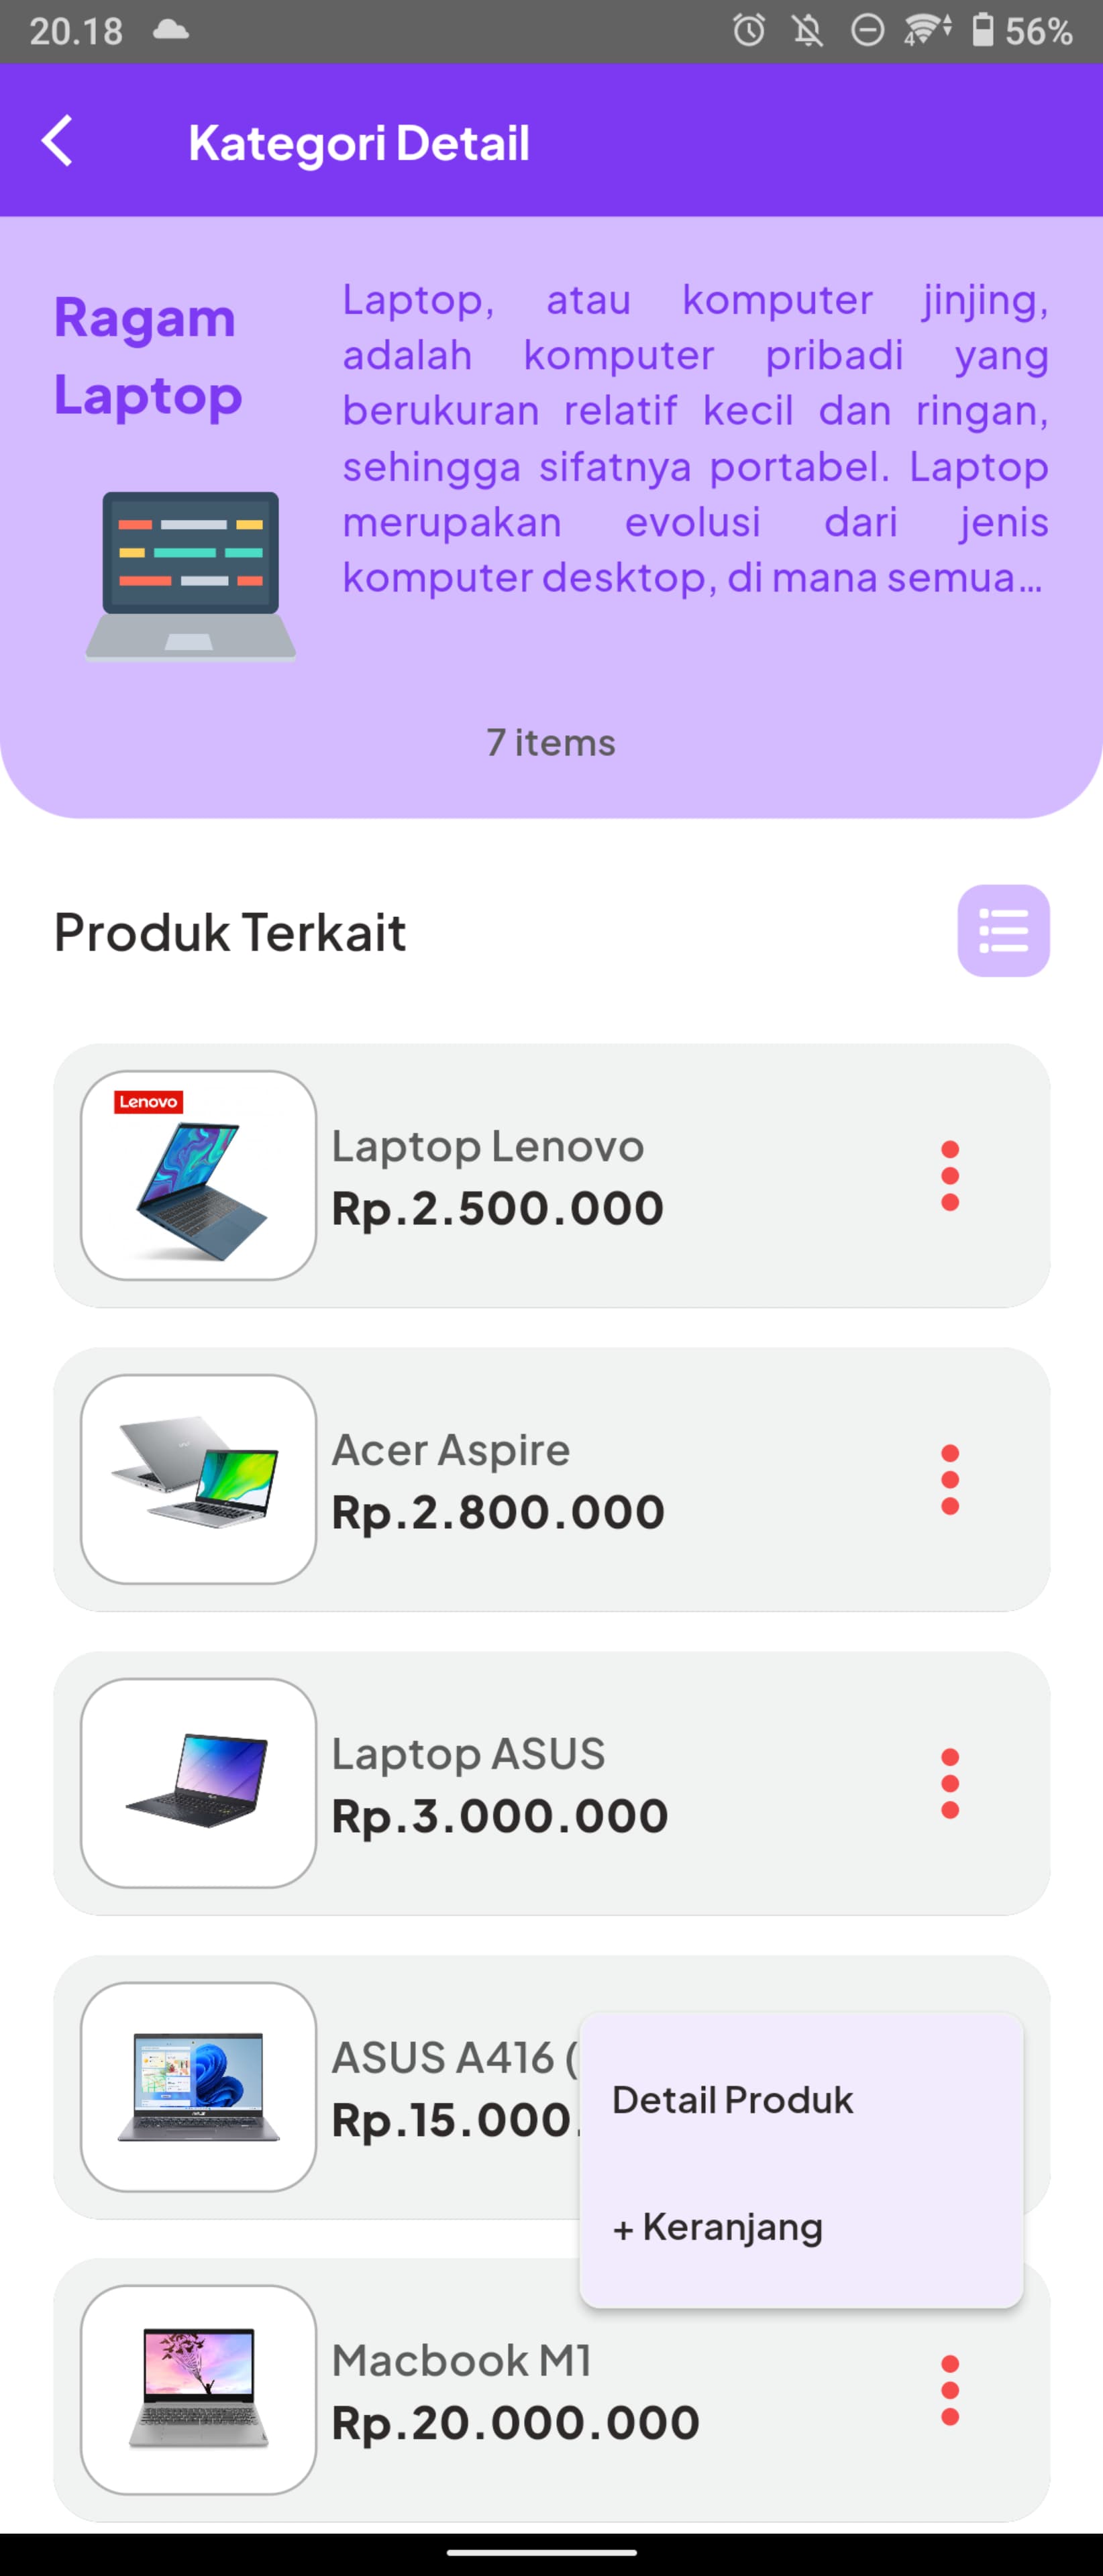 20.18
4
56%
Kategori Detail
Ragam
Laptop
Laptop, atau komputer jinjing,
adalah komputer pribadi yang
berukuran relatif kecil dan ringan,
sehingga sifatnya portabel. Laptop
merupakan evolusi dari jenis
komputer desktop, di mana semua...
7 items
Produk Terkait
Lenovo
Laptop Lenovo
Rp.2.500.000
Acer Aspire
Rp.2.800.000
Laptop ASUS
Rp.3.000.000
ASUS A416 (
Rp.15.000.
Detail Produk
+ Keranjang
Macbook M1
Rp.20.000.000